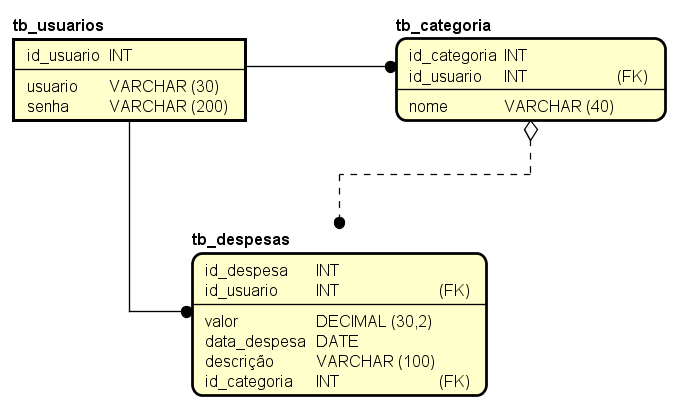 tb_usuarios
id_usuario INT
usuario VARCHAR (30)
senha VARCHAR (200)
tb_categoria
id_categoria INT
id_usuario INT (FK)
nome VARCHAR (40)
tb_despesas
id_despesa INT
id_usuario INT (FK)
valor DECIMAL (30,2)
data_despesa DATE
descrição VARCHAR (100)
id_categoria INT (FK)